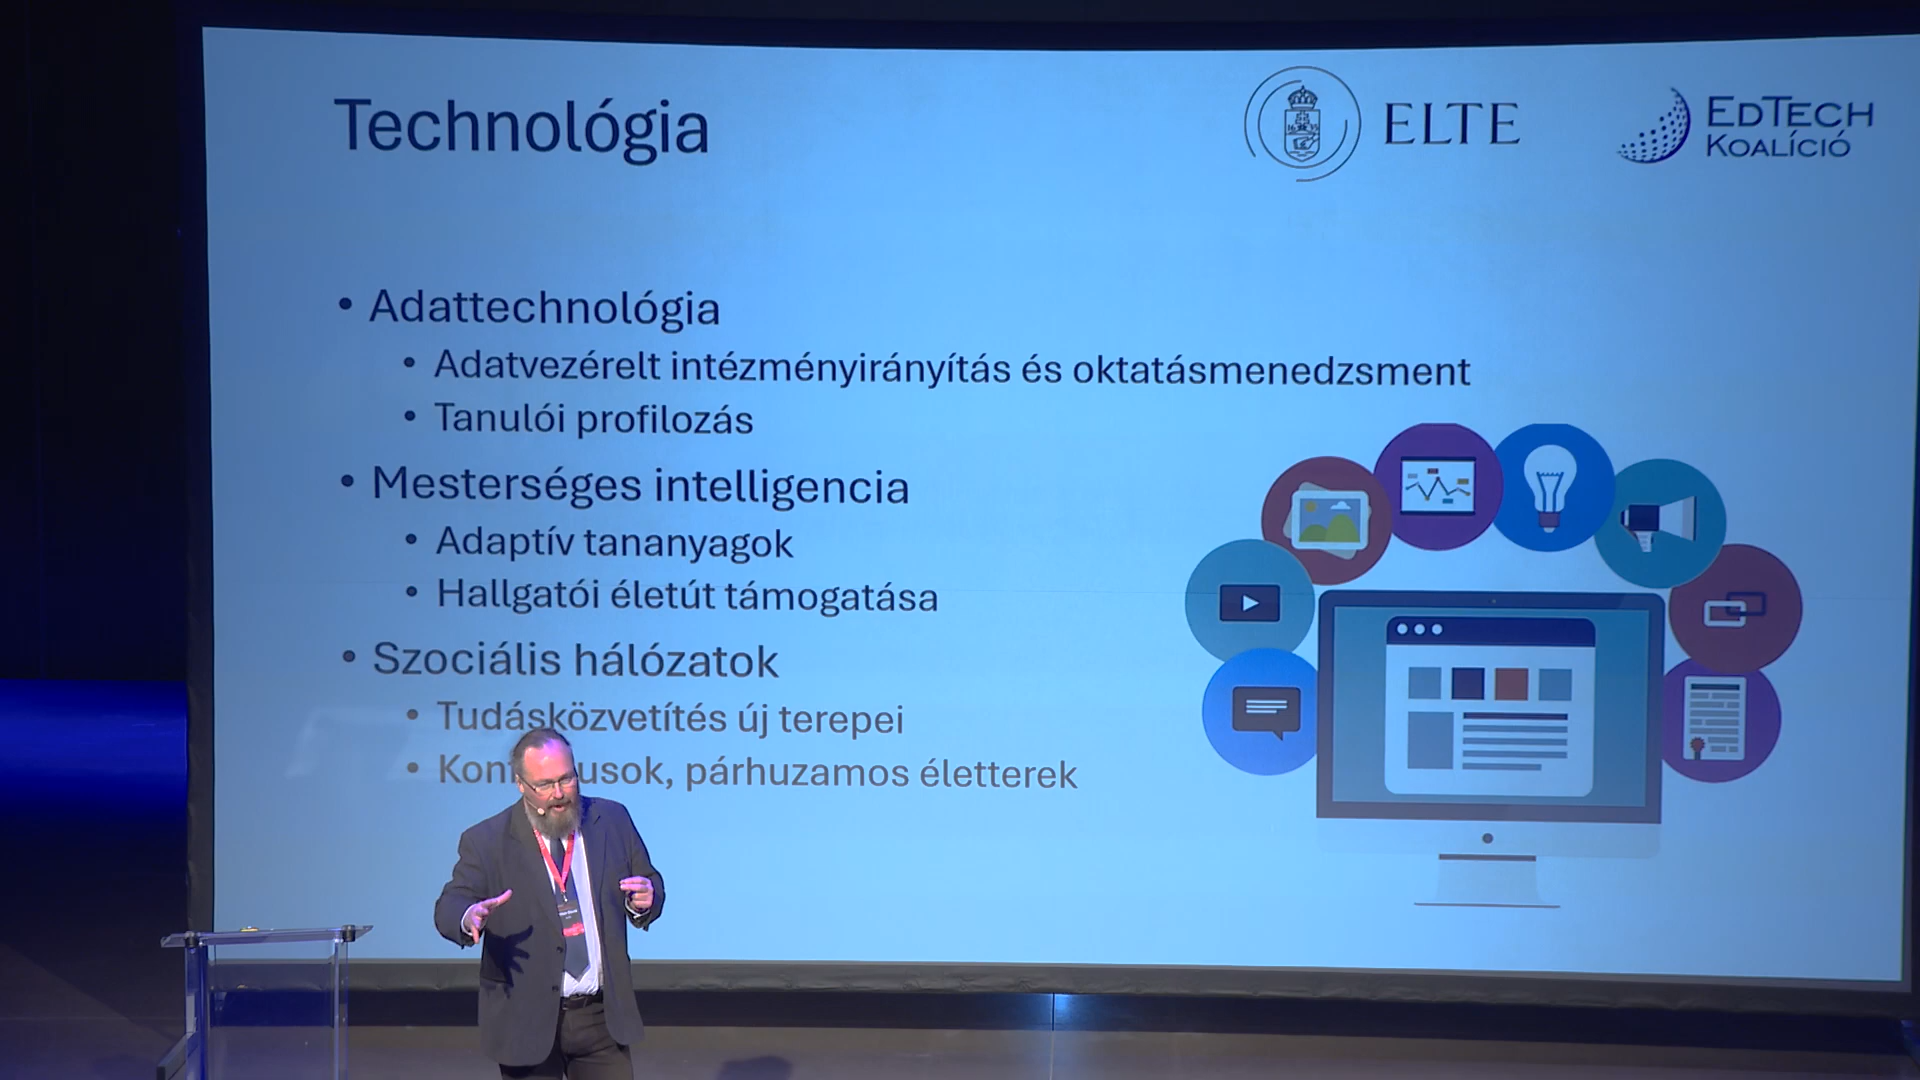 Technológia
ELTE
EDTECH
KOALÍCIÓ
• Adattechnológia
• Adatvezérelt intézményirányítás és oktatásmenedzsment
• Tanulói profilozás
• Mesterséges intelligencia
• Adaptív tananyagok
• Hallgatói életút támogatása
• Szociális hálózatok
• Tudásközvetítés új terepei
• párhuzamos életterek